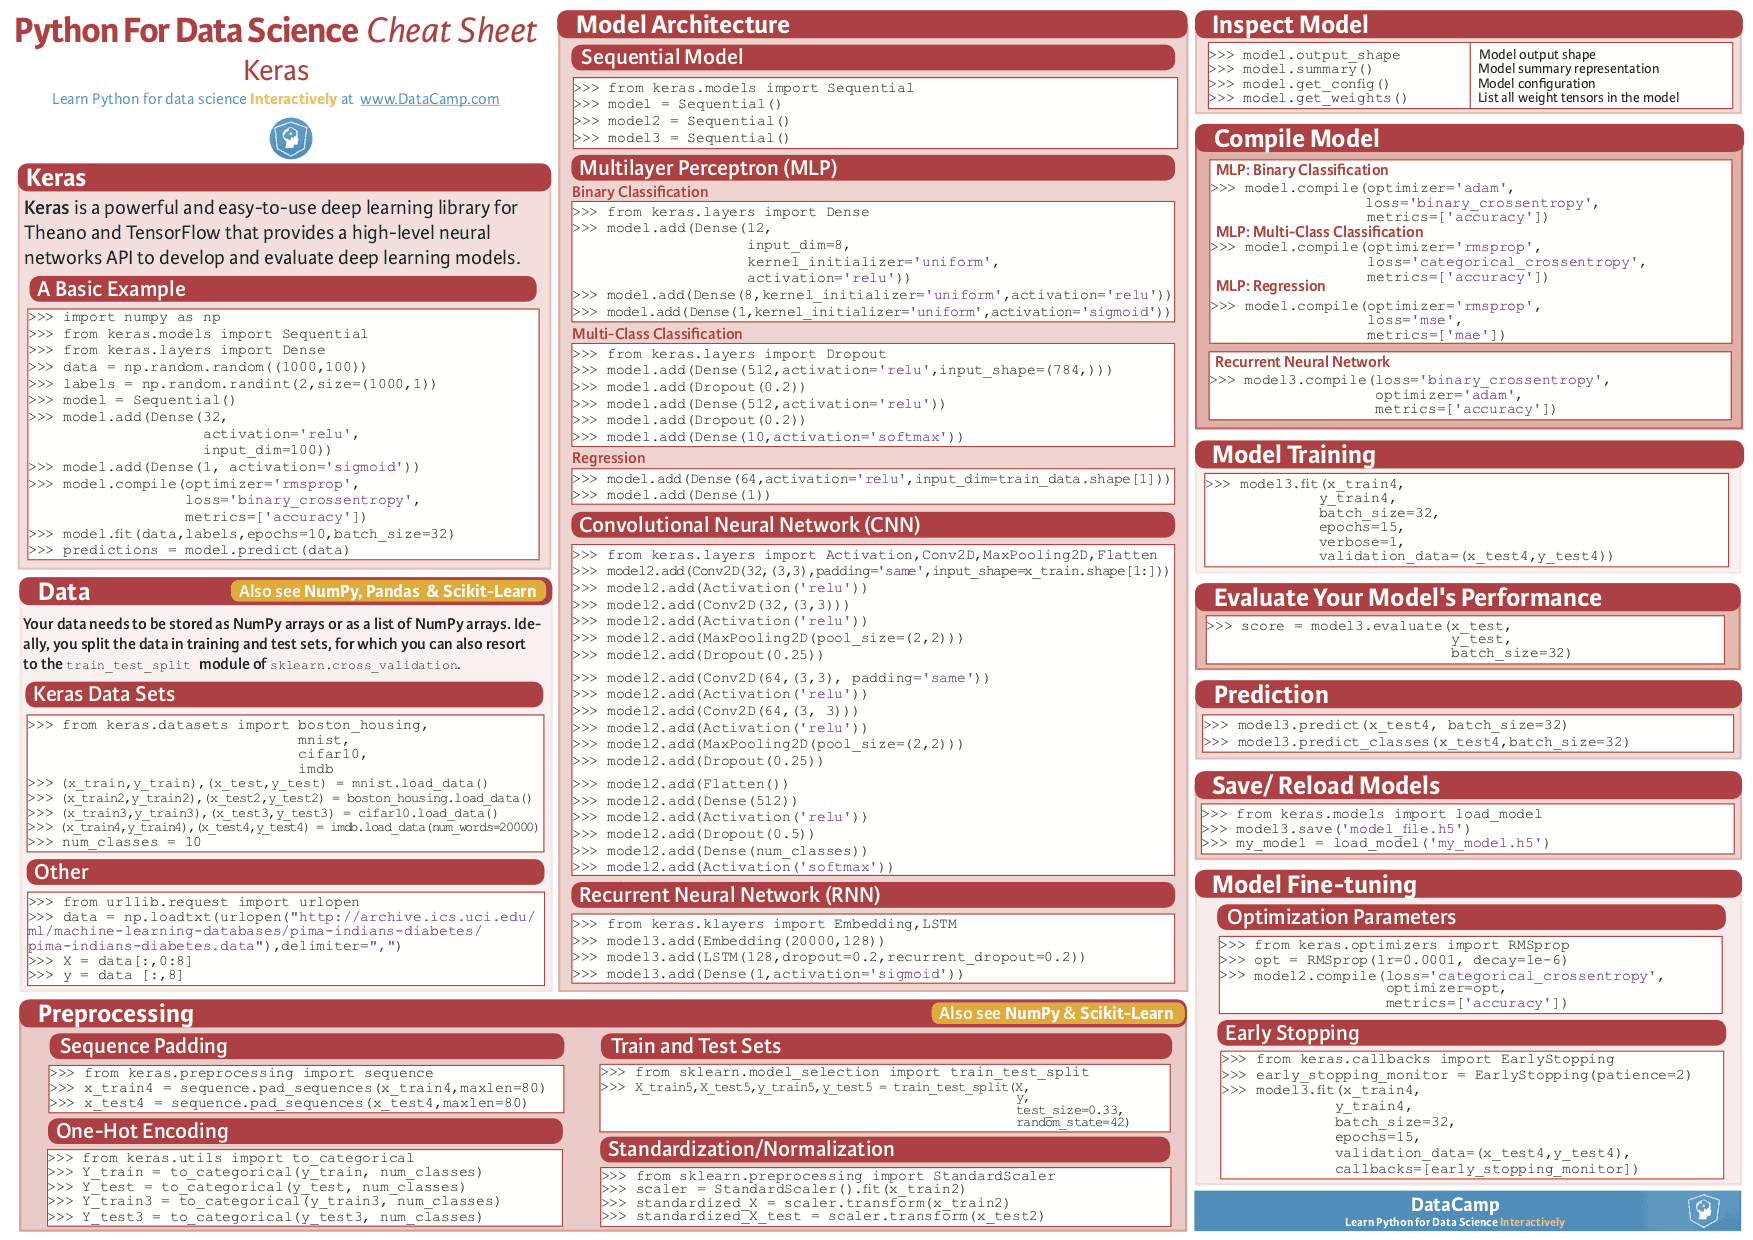 Python For Data Science Cheat Sheet
Keras
Learn Python for data science Interactively at www.DataCamp.com
Keras
Keras is a powerful and easy-to-use deep learning library for
Theano and TensorFlow that provides a high-level neural
networks API to develop and evaluate deep learning models.
A Basic Example
>>> import numpy as np
>>> from keras.models import Sequential
>>> from keras.layers import Dense
>>> data = np.random.random((1000,100))
>>> labels = np.random.randint(2,size=(1000,1))
>>> model = Sequential()
>>> model.add(Dense(32,
activation='relu',
input_dim=100))
>>> model.add(Dense(1, activation='sigmoid'))
>>> model.compile(optimizer='rmsprop',
loss='binary_crossentropy',
metrics=['accuracy'])
>>> model.fit(data,labels,epochs=10,batch_size=32)
>>> predictions = model.predict(data)
Data
Also see NumPy, Pandas & Scikit-Learn
Your data needs to be stored as NumPy arrays or as a list of NumPy arrays. Ide-
ally, you split the data in training and test sets, for which you can also resort
to the train_test_split module of sklearn.cross_validation.
Keras Data Sets
>>> from keras.datasets import boston_housing,
mnist,
cifar10,
imdb
>>> (x_train,y_train),(x_test,y_test) = mnist.load_data()
>>> (x_train2,y_train2),(x_test2,y_test2) = boston_housing.load_data()
>>> (x_train3,y_train3),(x_test3,y_test3) = cifar10.load_data()
>>> (x_train4,y_train4),(x_test4,y_test4) = imdb.load_data(num_words=20000)
>>> num_classes = 10
Other
>>> from urllib.request import urlopen
>>> data = np.loadtxt(urlopen("http://archive.ics.uci.edu/
ml/machine-learning-databases/pima-indians-diabetes/
pima-indians-diabetes.data"),delimiter=",")
>>> X = data[:,0:8]
>>> y = data [:,8]
Model Architecture
Sequential Model
>>> from keras.models import Sequential
>>> model = Sequential()
>>> model2 = Sequential()
>>> model3 = Sequential()
Multilayer Perceptron (MLP)
Binary Classification
>>> from keras.layers import Dense
>>> model.add(Dense(12,
input_dim=8,
kernel_initializer='uniform',
activation='relu'))
>>> model.add(Dense(8,kernel_initializer='uniform',activation='relu'))
>>> model.add(Dense(1,kernel_initializer='uniform',activation='sigmoid'))
Multi-Class Classification
>>> from keras.layers import Dropout
>>> model.add(Dense(512,activation='relu',input_shape=(784,)))
>>> model.add(Dropout(0.2))
>>> model.add(Dense(512,activation='relu'))
>>> model.add(Dropout(0.2))
>>> model.add(Dense(10,activation='softmax'))
Regression
>>> model.add(Dense(64,activation='relu',input_dim=train_data.shape[1]))
>>> model.add(Dense(1))
Convolutional Neural Network (CNN)
>>> from keras.layers import Activation,Conv2D,MaxPooling2D,Flatten
>>> model2.add(Conv2D(32,(3,3),padding='same',input_shape=x_train.shape[1:]))
>>> model2.add(Activation('relu'))
>>> model2.add(Conv2D(32,(3,3)))
>>> model2.add(Activation('relu'))
>>> model2.add(MaxPooling2D(pool_size=(2,2)))
>>> model2.add(Dropout(0.25))
>>> model2.add(Conv2D(64,(3,3), padding='same'))
>>> model2.add(Activation('relu'))
>>> model2.add(Conv2D(64,(3, 3)))
>>> model2.add(Activation('relu'))
>>> model2.add(MaxPooling2D(pool_size=(2,2)))
>>> model2.add(Dropout(0.25))
>>> model2.add(Flatten())
>>> model2.add(Dense(512))
>>> model2.add(Activation('relu'))
>>> model2.add(Dropout(0.5))
>>> model2.add(Dense(num_classes))
>>> model2.add(Activation('softmax'))
Recurrent Neural Network (RNN)
>>> from keras.klayers import Embedding,LSTM
>>> model3.add(Embedding(20000,128))
>>> model3.add(LSTM(128,dropout=0.2,recurrent_dropout=0.2))
>>> model3.add(Dense(1,activation='sigmoid'))
Preprocessing
Also see NumPy & Scikit-Learn
Sequence Padding
>>> from keras.preprocessing import sequence
>>> x_train4 = sequence.pad_sequences(x_train4,maxlen=80)
>>> x_test4 = sequence.pad_sequences(x_test4,maxlen=80)
One-Hot Encoding
>>> from keras.utils import to_categorical
>>> Y_train = to_categorical(y_train, num_classes)
>>> Y_test = to_categorical(y_test, num_classes)
>>> Y_train3 = to_categorical(y_train3, num_classes)
>>> Y_test3 = to_categorical(y_test3, num_classes)
Train and Test Sets
>>> from sklearn.model_selection import train_test_split
>>> X_train5,X_test5,y_train5,y_test5 = train_test_split(X,
y,
test_size=0.33,
random_state=42)
Standardization/Normalization
>>> from sklearn.preprocessing import StandardScaler
>>> scaler = StandardScaler().fit(x_train2)
>>> standardized_X = scaler.transform(x_train2)
>>> standardized_X_test = scaler.transform(x_test2)
Inspect Model
>>> model.output_shape Model output shape
>>> model.summary() Model summary representation
>>> model.get_config() Model configuration
>>> model.get_weights() List all weight tensors in the model
Compile Model
MLP: Binary Classification
>>> model.compile(optimizer='adam',
loss='binary_crossentropy',
metrics=['accuracy'])
MLP: Multi-Class Classification
>>> model.compile(optimizer='rmsprop',
loss='categorical_crossentropy',
metrics=['accuracy'])
MLP: Regression
>>> model.compile(optimizer='rmsprop',
loss='mse',
metrics=['mae'])
Recurrent Neural Network
>>> model3.compile(loss='binary_crossentropy',
optimizer='adam',
metrics=['accuracy'])
Model Training
>>> model3.fit(x_train4,
y_train4,
batch_size=32,
epochs=15,
verbose=1,
validation_data=(x_test4,y_test4))
Evaluate Your Model's Performance
>>> score = model3.evaluate(x_test,
y_test,
batch_size=32)
Prediction
>>> model3.predict(x_test4, batch_size=32)
>>> model3.predict_classes(x_test4,batch_size=32)
Save/ Reload Models
>>> from keras.models import load_model
>>> model3.save('model_file.h5')
>>> my_model = load_model('my_model.h5')
Model Fine-tuning
Optimization Parameters
>>> from keras.optimizers import RMSprop
>>> opt = RMSprop(lr=0.0001, decay=1e-6)
>>> model2.compile(loss='categorical_crossentropy',
optimizer=opt,
metrics=['accuracy'])
Early Stopping
>>> from keras.callbacks import EarlyStopping
>>> early_stopping_monitor = EarlyStopping(patience=2)
>>> model3.fit(x_train4,
y_train4,
batch_size=32,
epochs=15,
validation_data=(x_test4,y_test4),
callbacks=[early_stopping_monitor])
DataCamp
Learn Python for Data Science Interactively